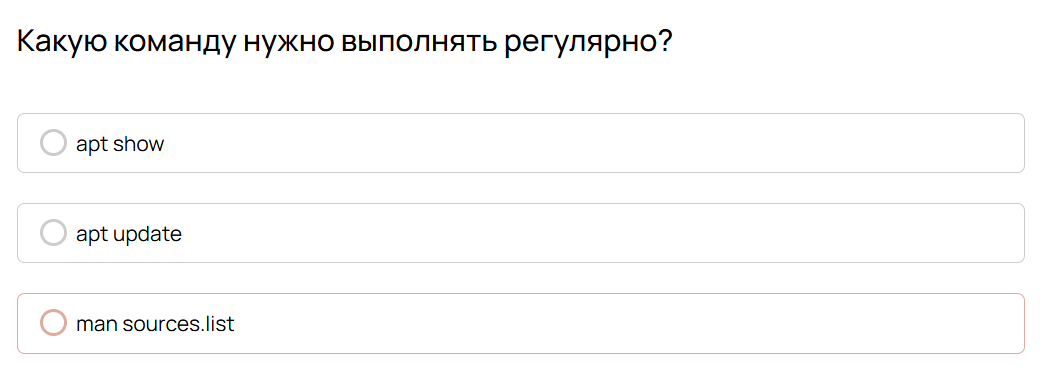 Какую команду нужно выполнять регулярно?
apt show
apt update
man sources.list